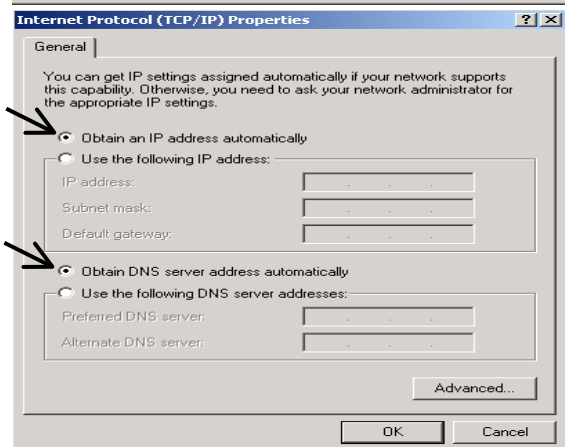 Internet Protocol (TCP/IP) Properties
General
You can get IP settings assigned automatically if your network supports
this capability. Otherwise, you need to ask your network administrator for
the appropriate IP settings.
Obtain an IP address automatically
Use the following IP address:
IP address:
Subnet mask:
Default gateway:
Obtain DNS server address automatically
Use the following DNS server addresses:
Preferred DNS server:
Alternate DNS server:
Advanced...
OK Cancel